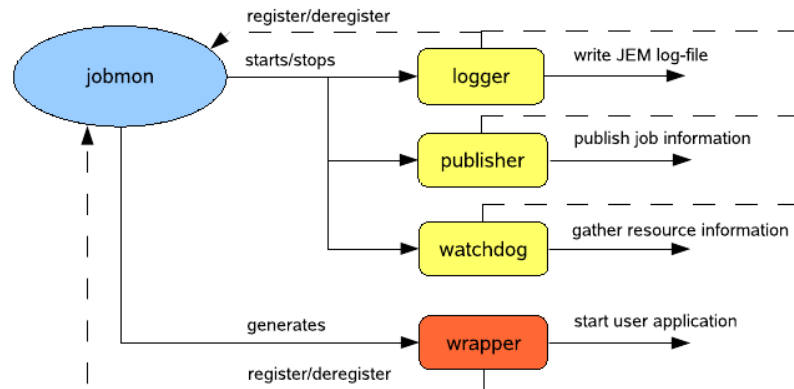 register/deregister
jobmon
starts/stops
logger
write JEM log-file
publisher
publish job information
watchdog
gather resource information
generates
wrapper
start user application
register/deregister